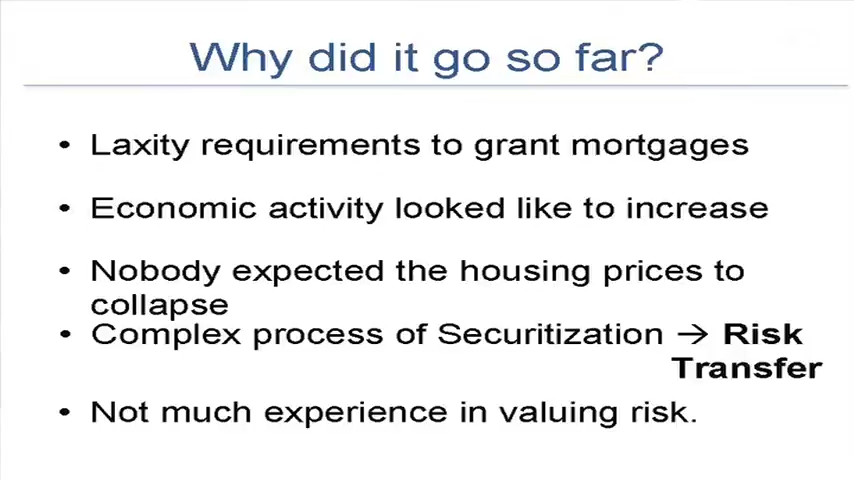 Why did it go so far?
• Laxity requirements to grant mortgages
• Economic activity looked like to increase
• Nobody expected the housing prices to
collapse
• Complex process of Securitization → Risk
Transfer
• Not much experience in valuing risk.